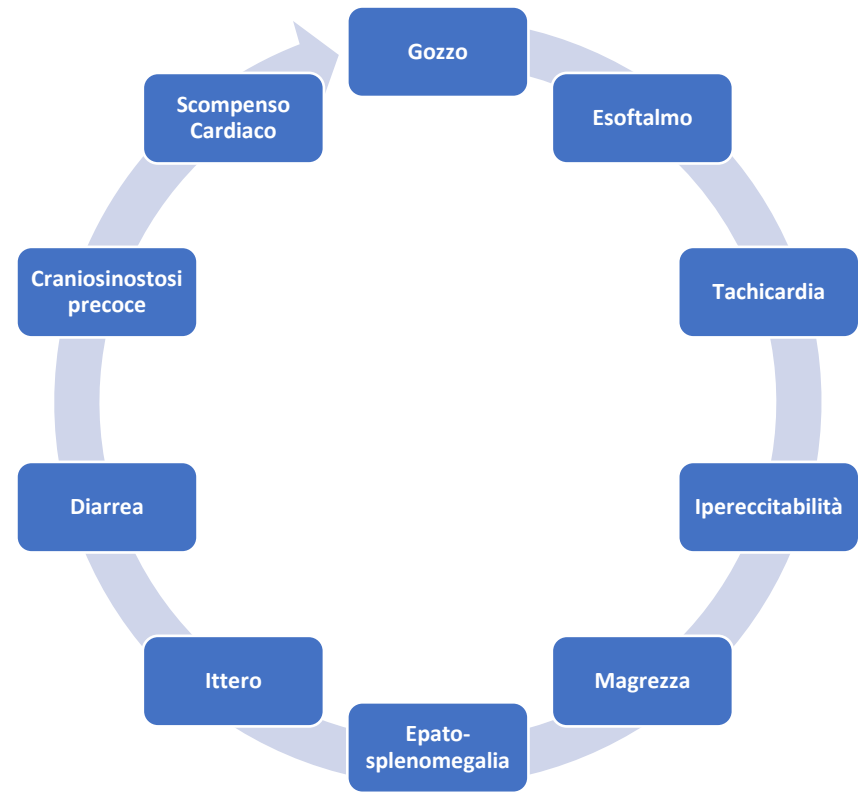 Gozzo
Esoftalmo
Tachicardia
Ipereccitabilità
Magrezza
Epato-
splenomegalia
Ittero
Diarrea
Craniosinostosi
precoce
Scompenso
Cardiaco